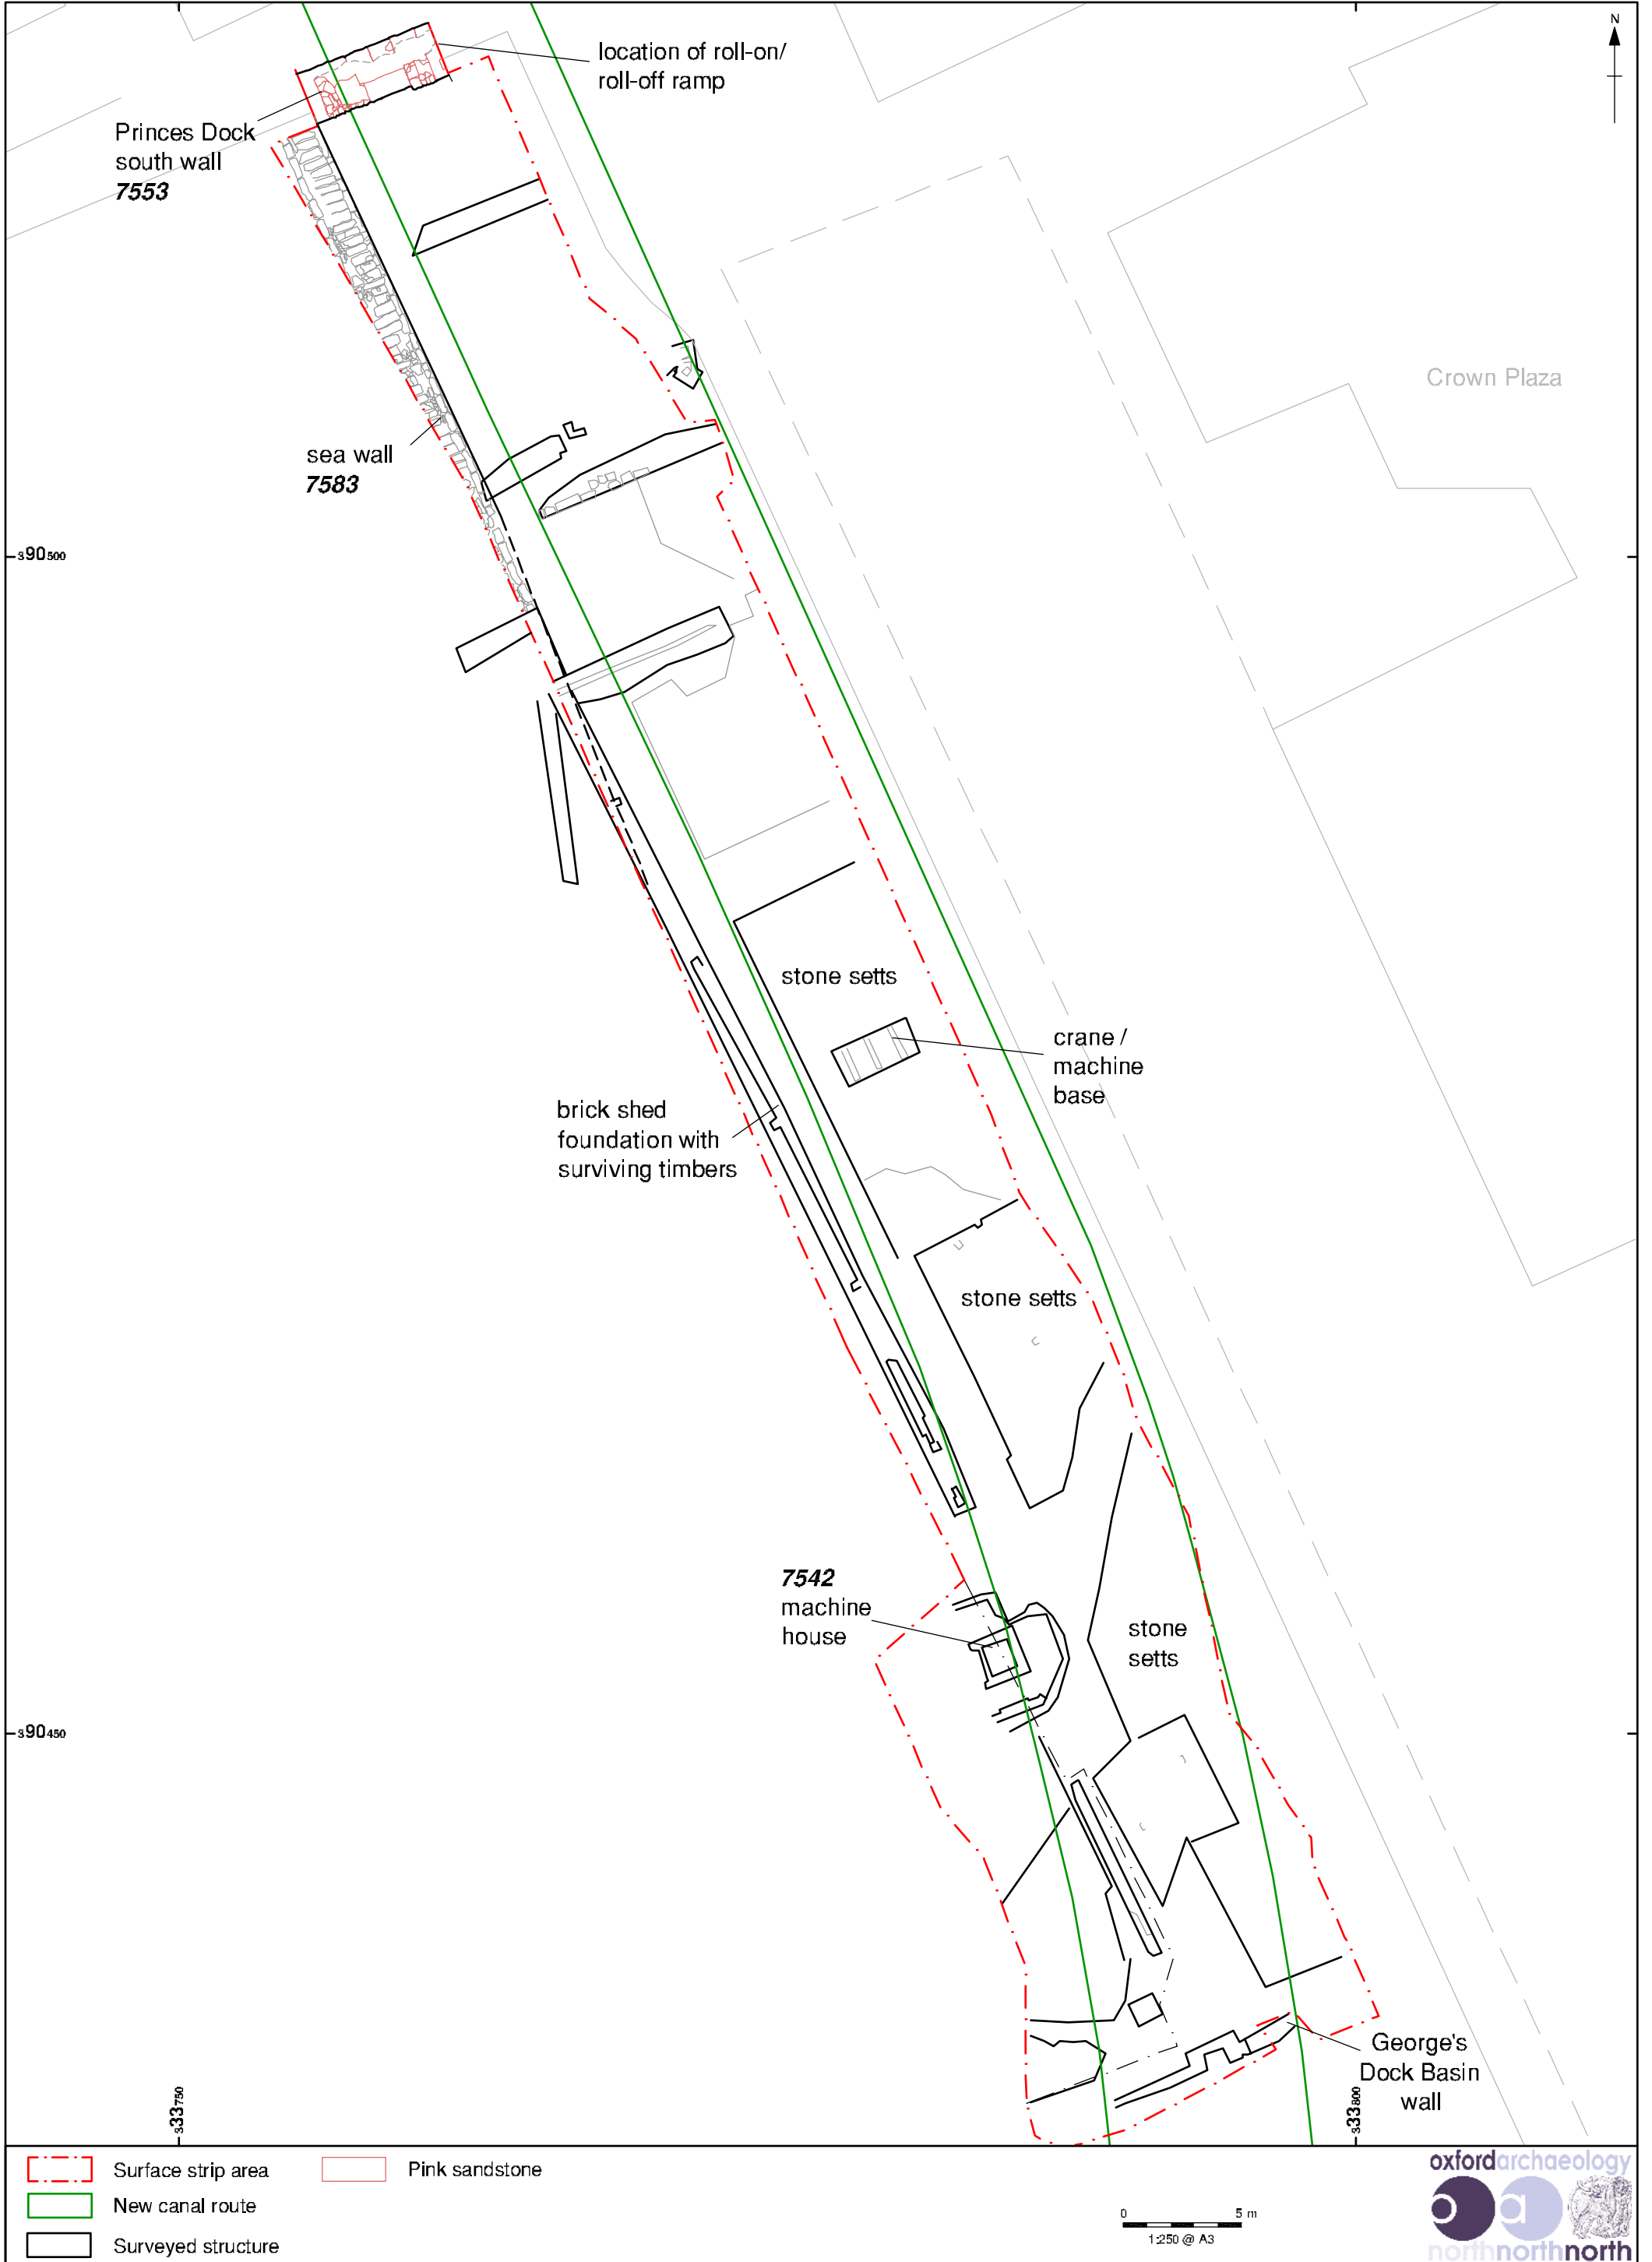 N
location of roll-on/
roll-off ramp
Princes Dock
south wall
7553
Crown Plaza
sea wall
7583
390500
stone setts
crane /
machine
base
brick shed
foundation with
surviving timbers
stone setts
7542
machine
house
stone
setts
390450
George's
Dock Basin
wall
333750
333800
Surface strip area
Pink sandstone
New canal route
Surveyed structure
0 5 m
1:250 @ A3
oxfordarchaeology
oa
northnorthnorth